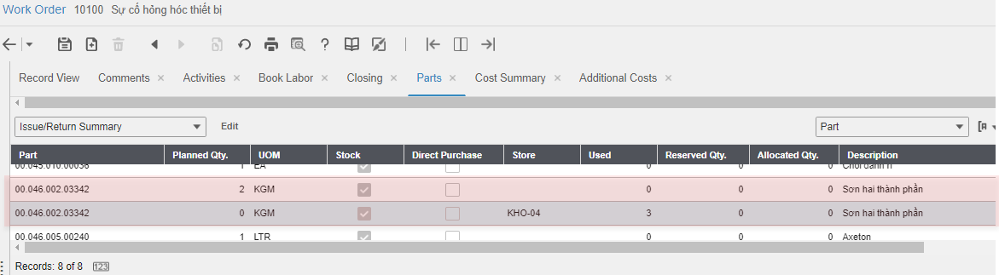 Work Order 10100 Sự cố hỏng hóc thiết bị
Record View Comments Activities Book Labor Closing Parts Cost Summary Additional Costs
Issue/Return Summary Edit Part
Part Planned Qty. UOM Stock Direct Purchase Store Used Reserved Qty. Allocated Qty. Description
00.045.010.00036 1 EA 0 0 0
00.046.002.03342 2 KGM 0 0 0 Sơn hai thành phần
00.046.002.03342 0 KGM KHO-04 3 0 0 Sơn hai thành phần
00.046.005.00240 1 LTR 0 0 0 Axeton
Records: 8 of 8 123